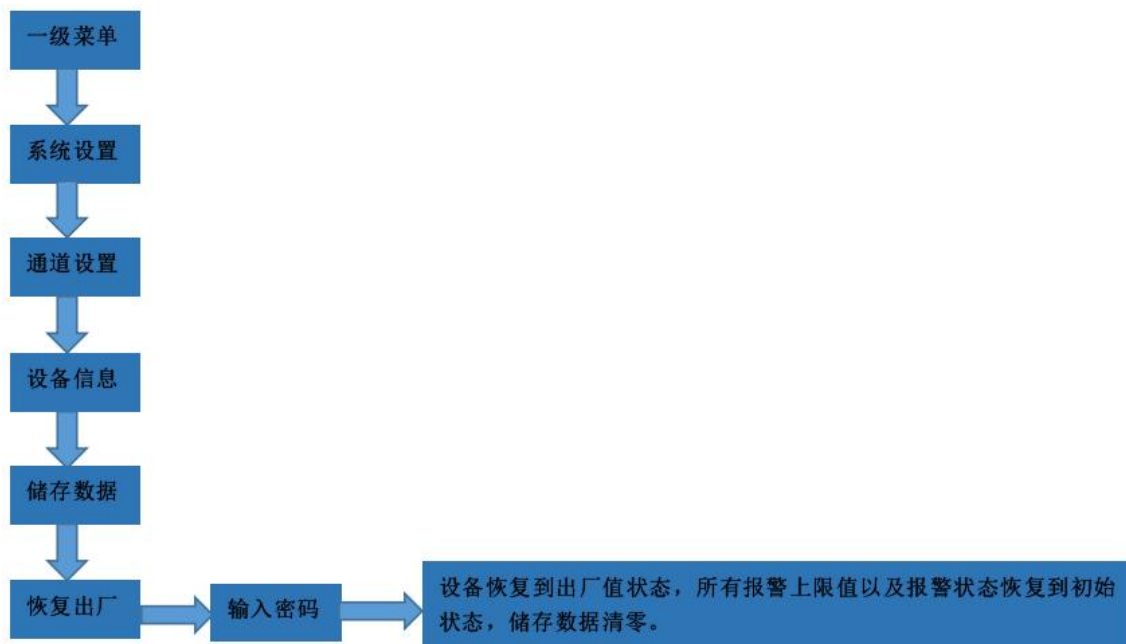 一级菜单
系统设置
通道设置
设备信息
储存数据
恢复出厂
输入密码
设备恢复到出厂值状态，所有报警上限值以及报警状态恢复到初始
状态，储存数据清零。